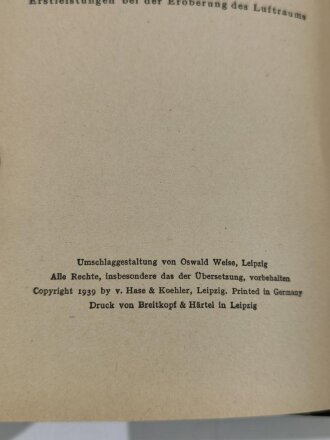 Erstleistungen bei der Eroberung des Luftraums
Umschlaggestaltung von Oswald Weise, Leipzig
Alle Rechte, insbesondere das der Übersetzung, vorbehalten
Copyright 1939 by v. Hase & Koehler, Leipzig. Printed in Germany
Druck von Breitkopf & Härtel in Leipzig